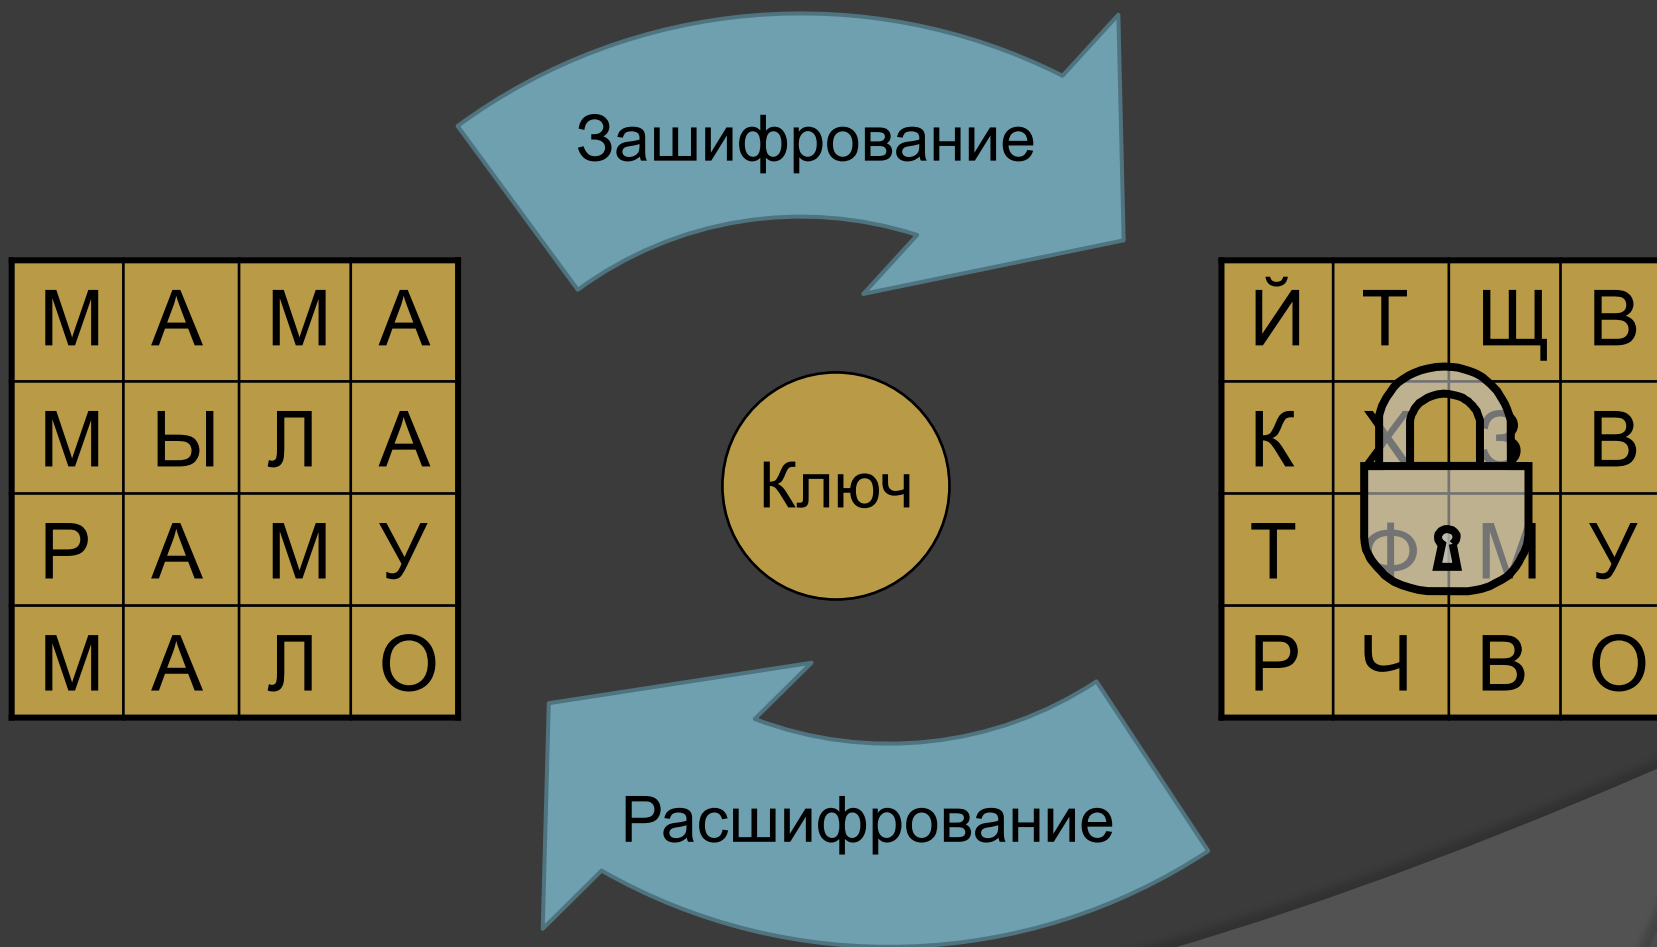 Зашифрование
М А М А
М Ы Л А
Р А М У
М А Л О
Ключ
Й Т Щ В
К Х З В
Т Ф М У
Р Ч В О
Расшифрование